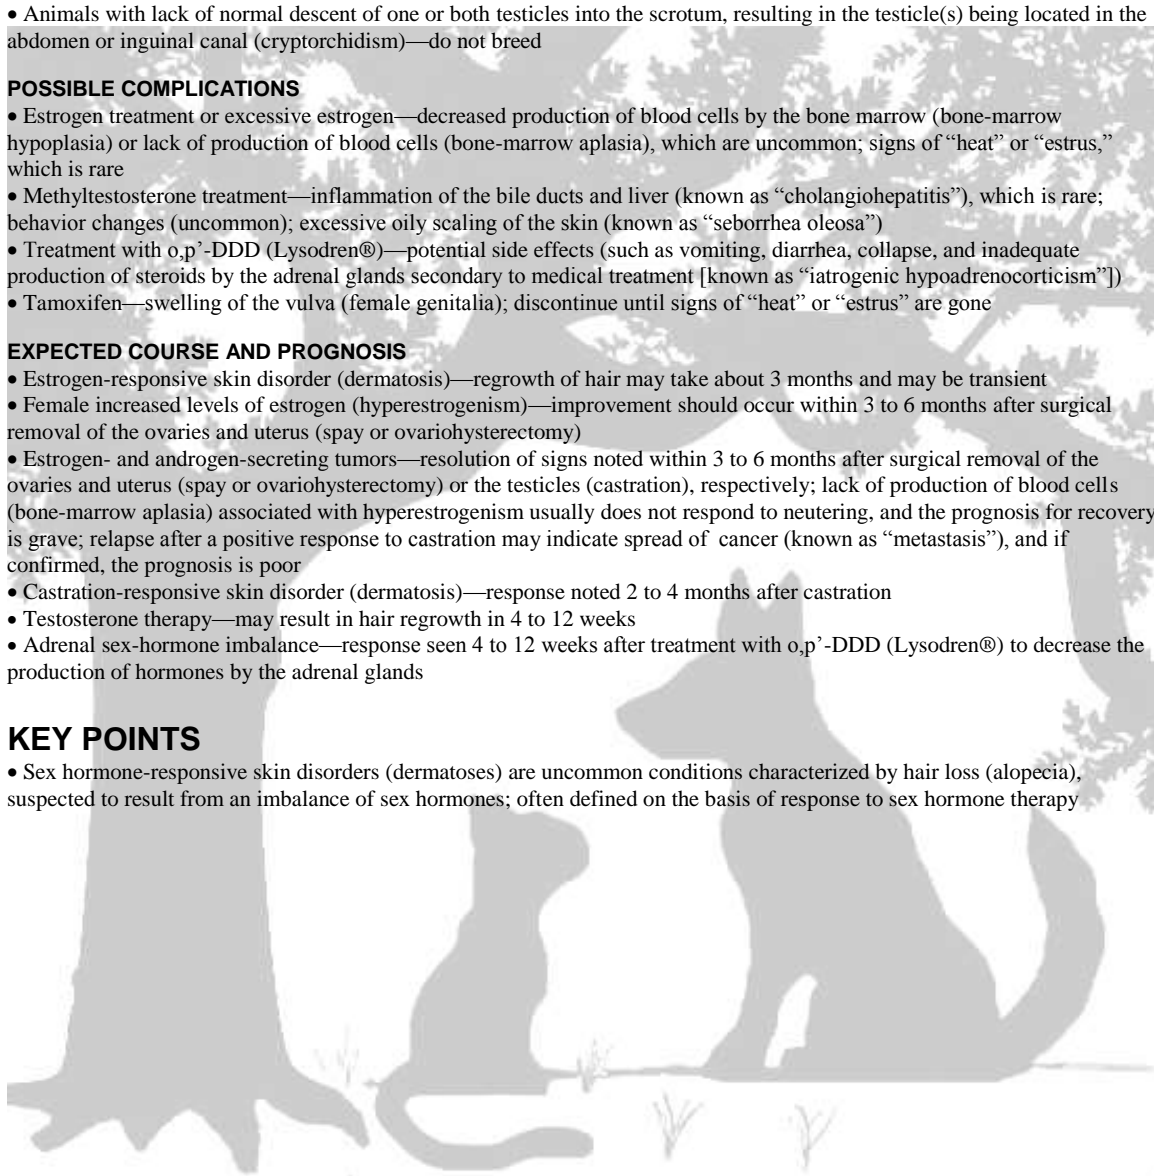 • Animals with lack of normal descent of one or both testicles into the scrotum, resulting in the testicle(s) being located in the
abdomen or inguinal canal (cryptorchidism)—do not breed
POSSIBLE COMPLICATIONS
• Estrogen treatment or excessive estrogen—decreased production of blood cells by the bone marrow (bone-marrow
hypoplasia) or lack of production of blood cells (bone-marrow aplasia), which are uncommon; signs of “heat” or “estrus,”
which is rare
• Methyltestosterone treatment—inflammation of the bile ducts and liver (known as “cholangiohepatitis”), which is rare;
behavior changes (uncommon); excessive oily scaling of the skin (known as “seborrhea oleosa”)
• Treatment with o,p’-DDD (Lysodren®)—potential side effects (such as vomiting, diarrhea, collapse, and inadequate
production of steroids by the adrenal glands secondary to medical treatment [known as “iatrogenic hypoadrenocorticism”])
• Tamoxifen—swelling of the vulva (female genitalia); discontinue until signs of “heat” or “estrus” are gone
EXPECTED COURSE AND PROGNOSIS
• Estrogen-responsive skin disorder (dermatosis)—regrowth of hair may take about 3 months and may be transient
• Female increased levels of estrogen (hyperestrogenism)—improvement should occur within 3 to 6 months after surgical
removal of the ovaries and uterus (spay or ovariohysterectomy)
• Estrogen- and androgen-secreting tumors—resolution of signs noted within 3 to 6 months after surgical removal of the
ovaries and uterus (spay or ovariohysterectomy) or the testicles (castration), respectively; lack of production of blood cells
(bone-marrow aplasia) associated with hyperestrogenism usually does not respond to neutering, and the prognosis for recovery
is grave; relapse after a positive response to castration may indicate spread of cancer (known as “metastasis”), and if
confirmed, the prognosis is poor
• Castration-responsive skin disorder (dermatosis)—response noted 2 to 4 months after castration
• Testosterone therapy—may result in hair regrowth in 4 to 12 weeks
• Adrenal sex-hormone imbalance—response seen 4 to 12 weeks after treatment with o,p’-DDD (Lysodren®) to decrease the
production of hormones by the adrenal glands
KEY POINTS
• Sex hormone-responsive skin disorders (dermatoses) are uncommon conditions characterized by hair loss (alopecia),
suspected to result from an imbalance of sex hormones; often defined on the basis of response to sex hormone therapy